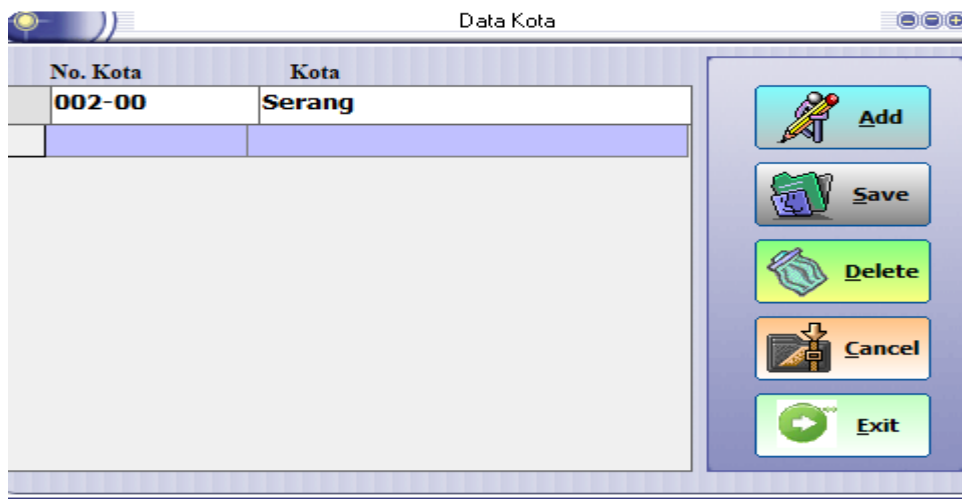 Data Kota
No. Kota Kota
002-00 Serang
Add
Save
Delete
Cancel
Exit